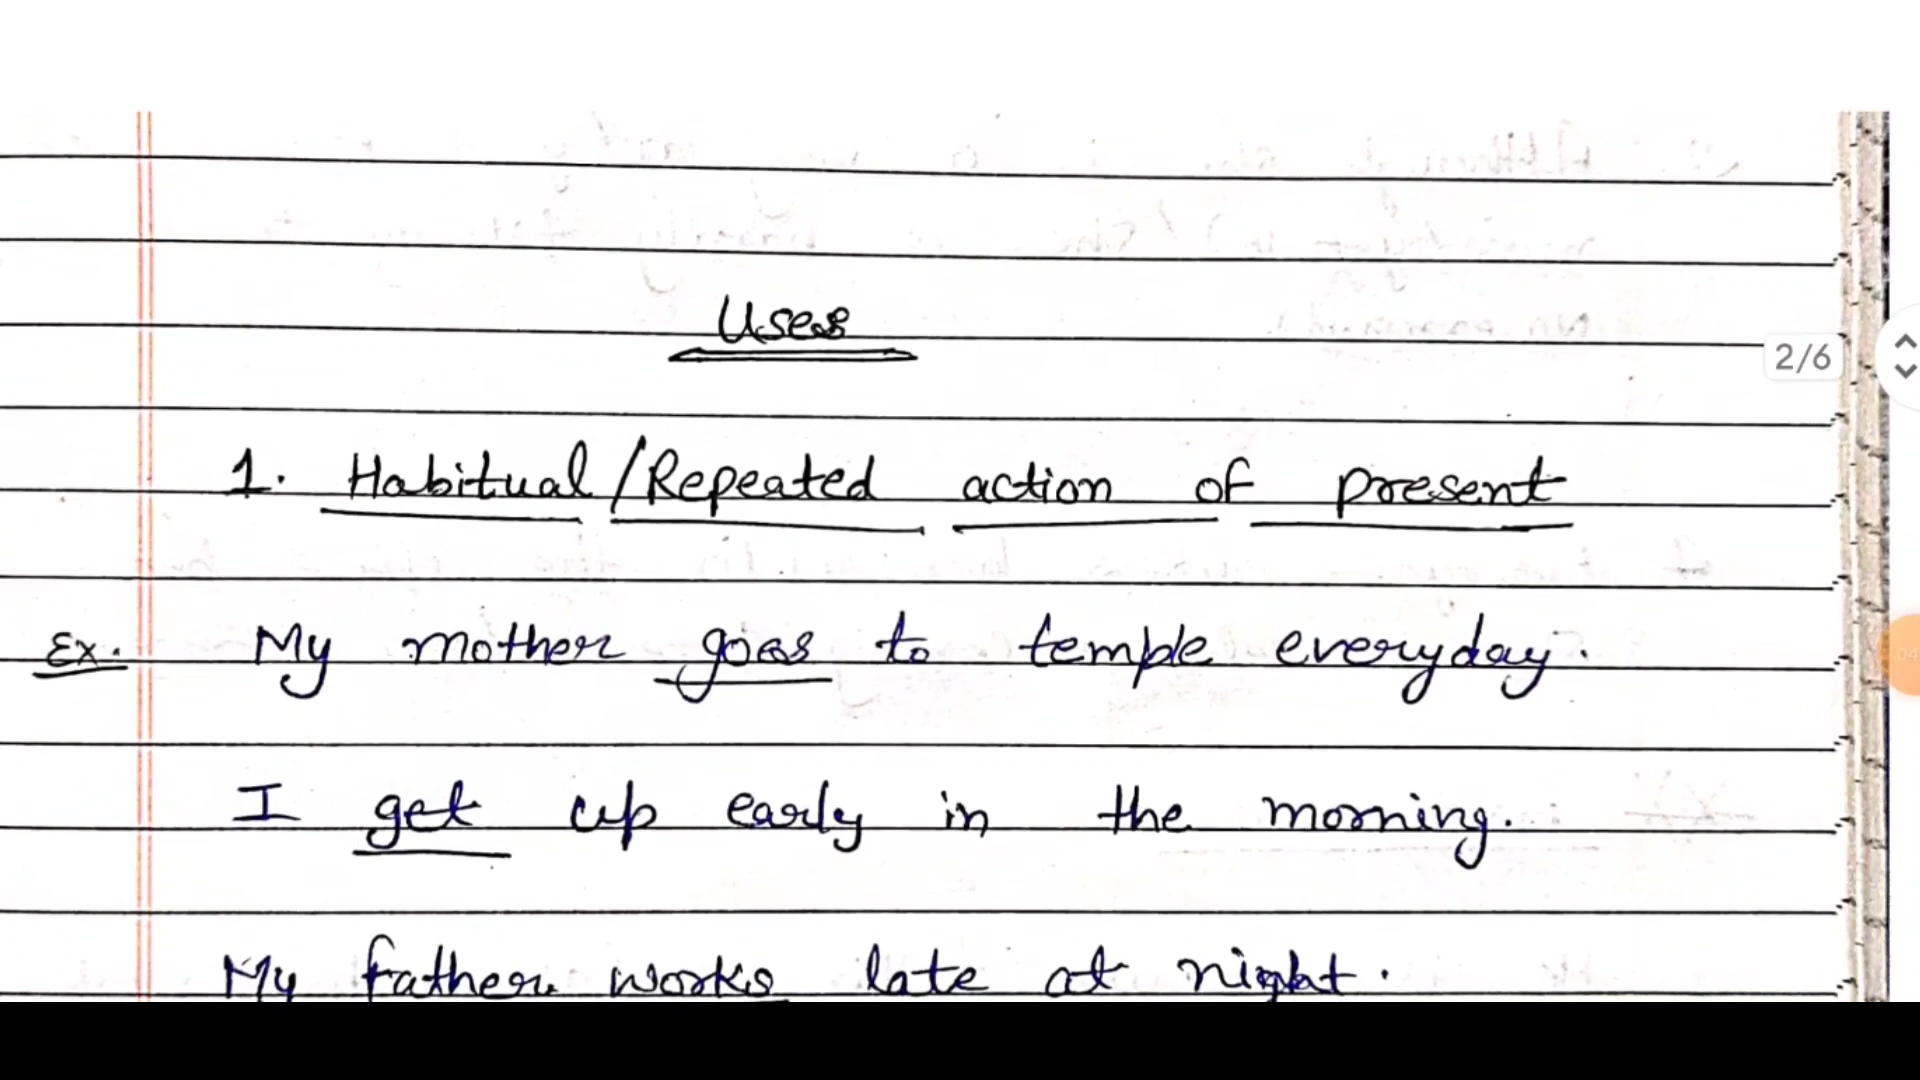 Uses
2/6
1. Habitual/Repeated action of present
Ex. My mother goes to temple everyday.
I get up early in the morning.
My father works late at night.